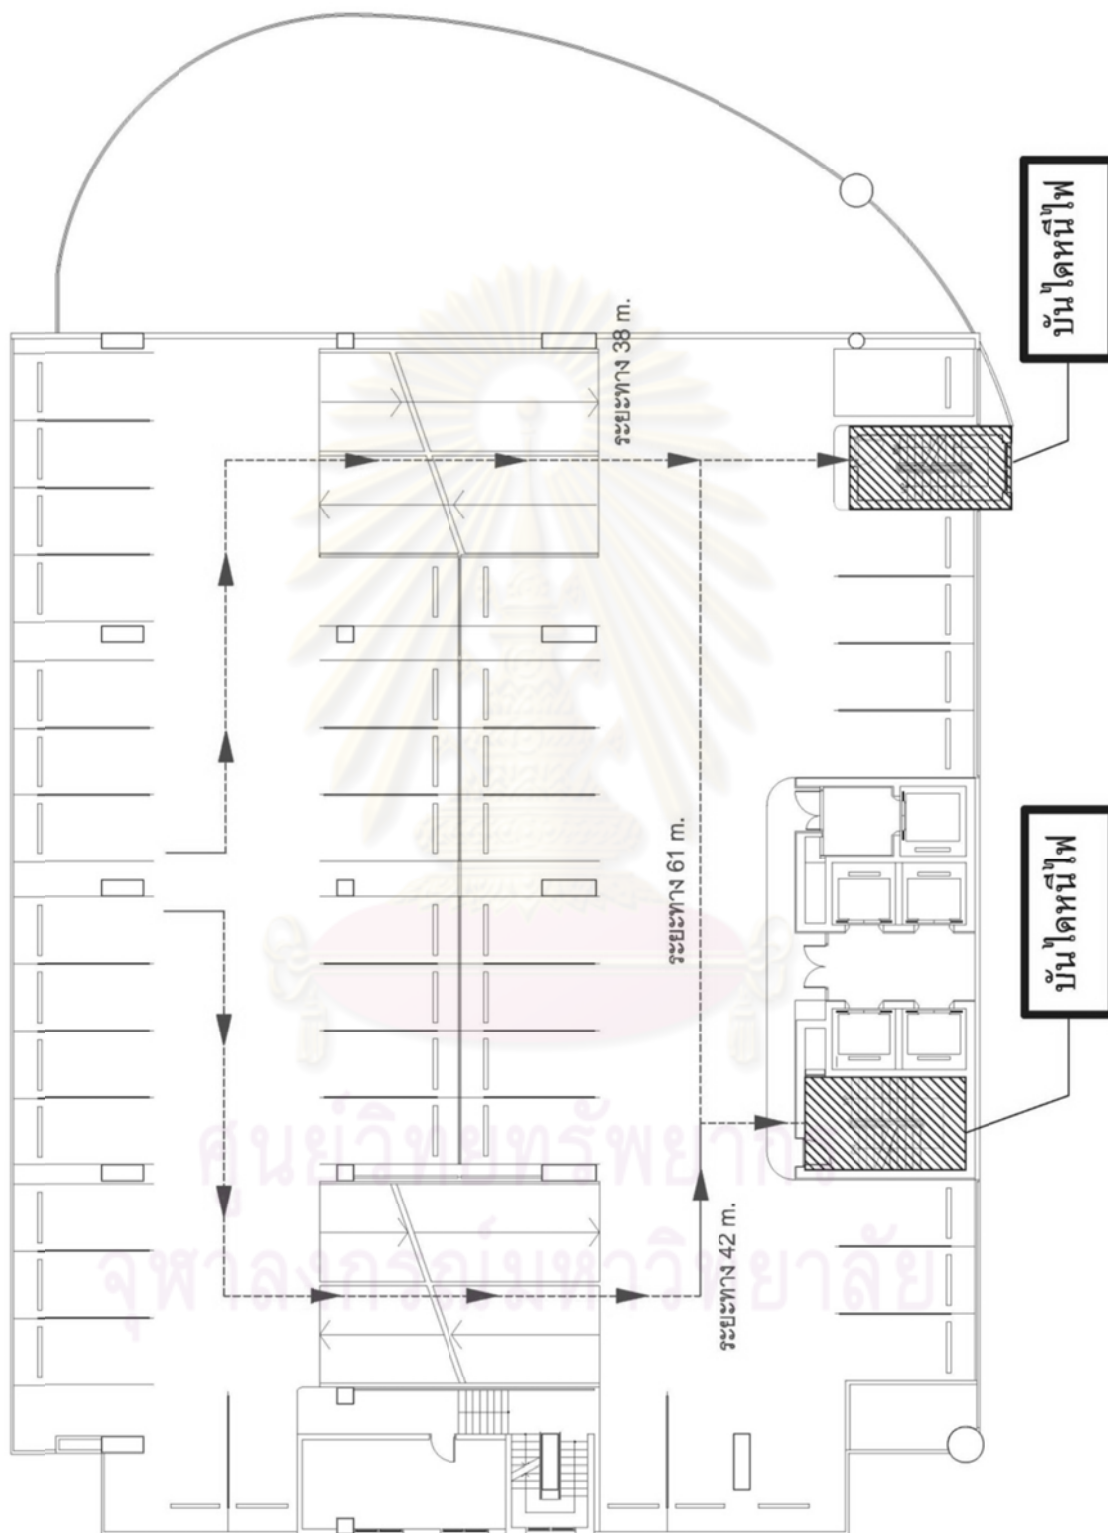 บันไดหนีไฟ
ระยะทาง 38 m.
ระยะทาง 61 m.
บันไดหนีไฟ
ระยะทาง 42 m.
ศูนย์วิทยทรัพยากร
จุฬาลงกรณ์มหาวิทยาลัย